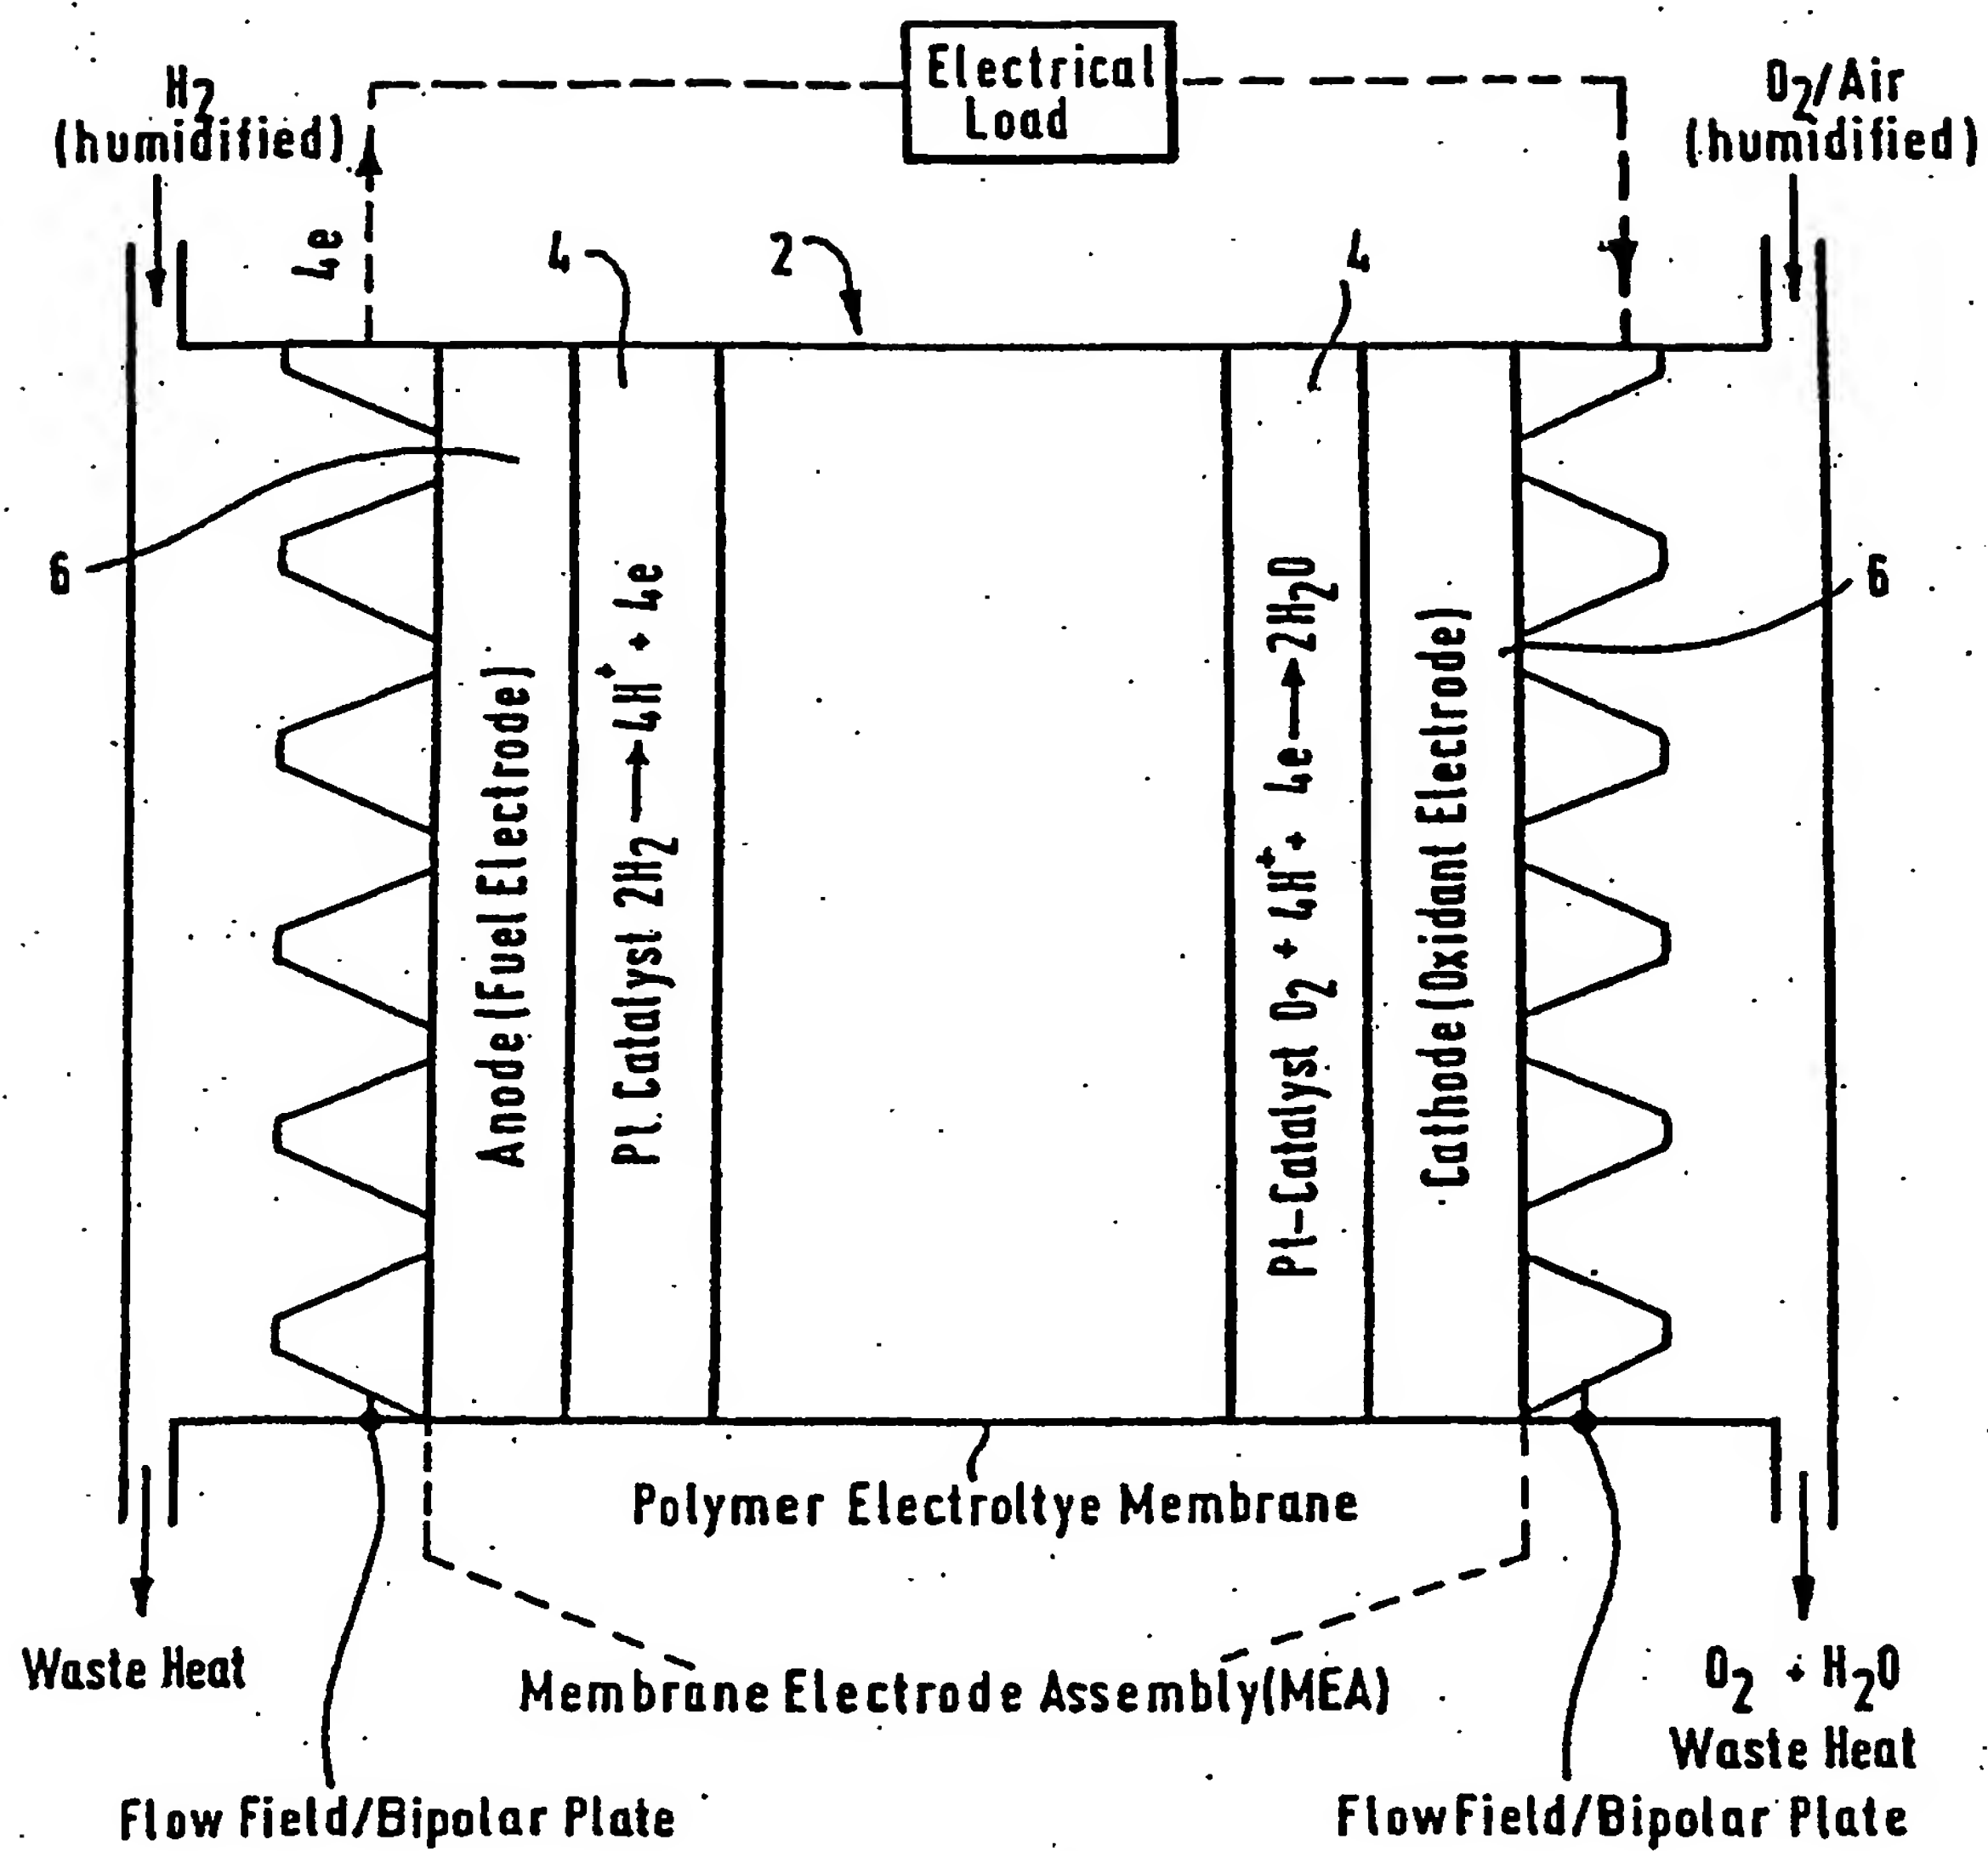 Electrical
Load
H2
(humidified)
O2/Air
(humidified)
4e
4
2
4
6
6
Anode (Fuel Electrode)
Pt. Catalyst 2H2 → 4H+ + 4e
Pt-Catalyst O2 + 4H+ + 4e → 2H2O
Cathode (Oxidant Electrode)
Polymer Electroltye Membrane
Membrane Electrode Assembly(MEA)
Waste Heat
O2 + H2O
Waste Heat
Flow Field/Bipolar Plate
Flow Field/Bipolar Plate